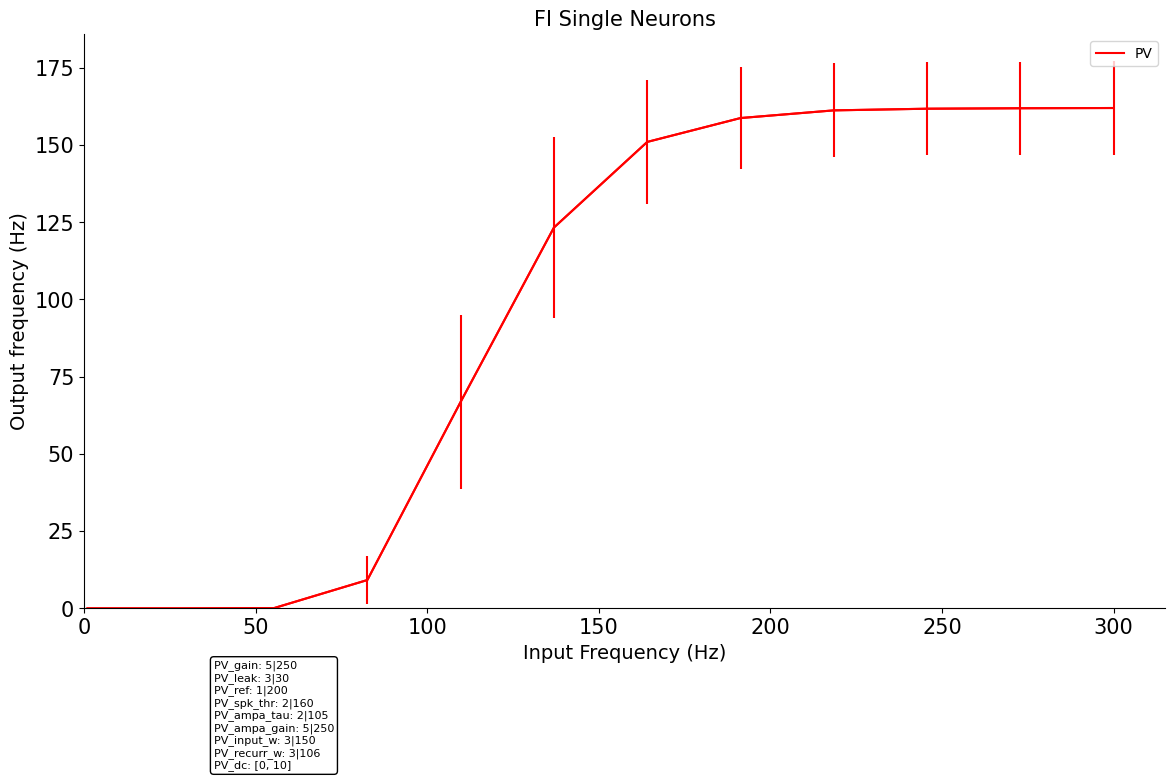 FI Single Neurons
PV
175
150
125
100
75
50
25
0
Output frequency (Hz)
0 50 100 150 200 250 300
Input Frequency (Hz)
PV_gain: 5|250
PV_leak: 3|30
PV_ref: 1|200
PV_spk_thr: 2|160
PV_ampa_tau: 2|105
PV_ampa_gain: 5|250
PV_input_w: 3|150
PV_recurr_w: 3|106
PV_dc: [0, 10]